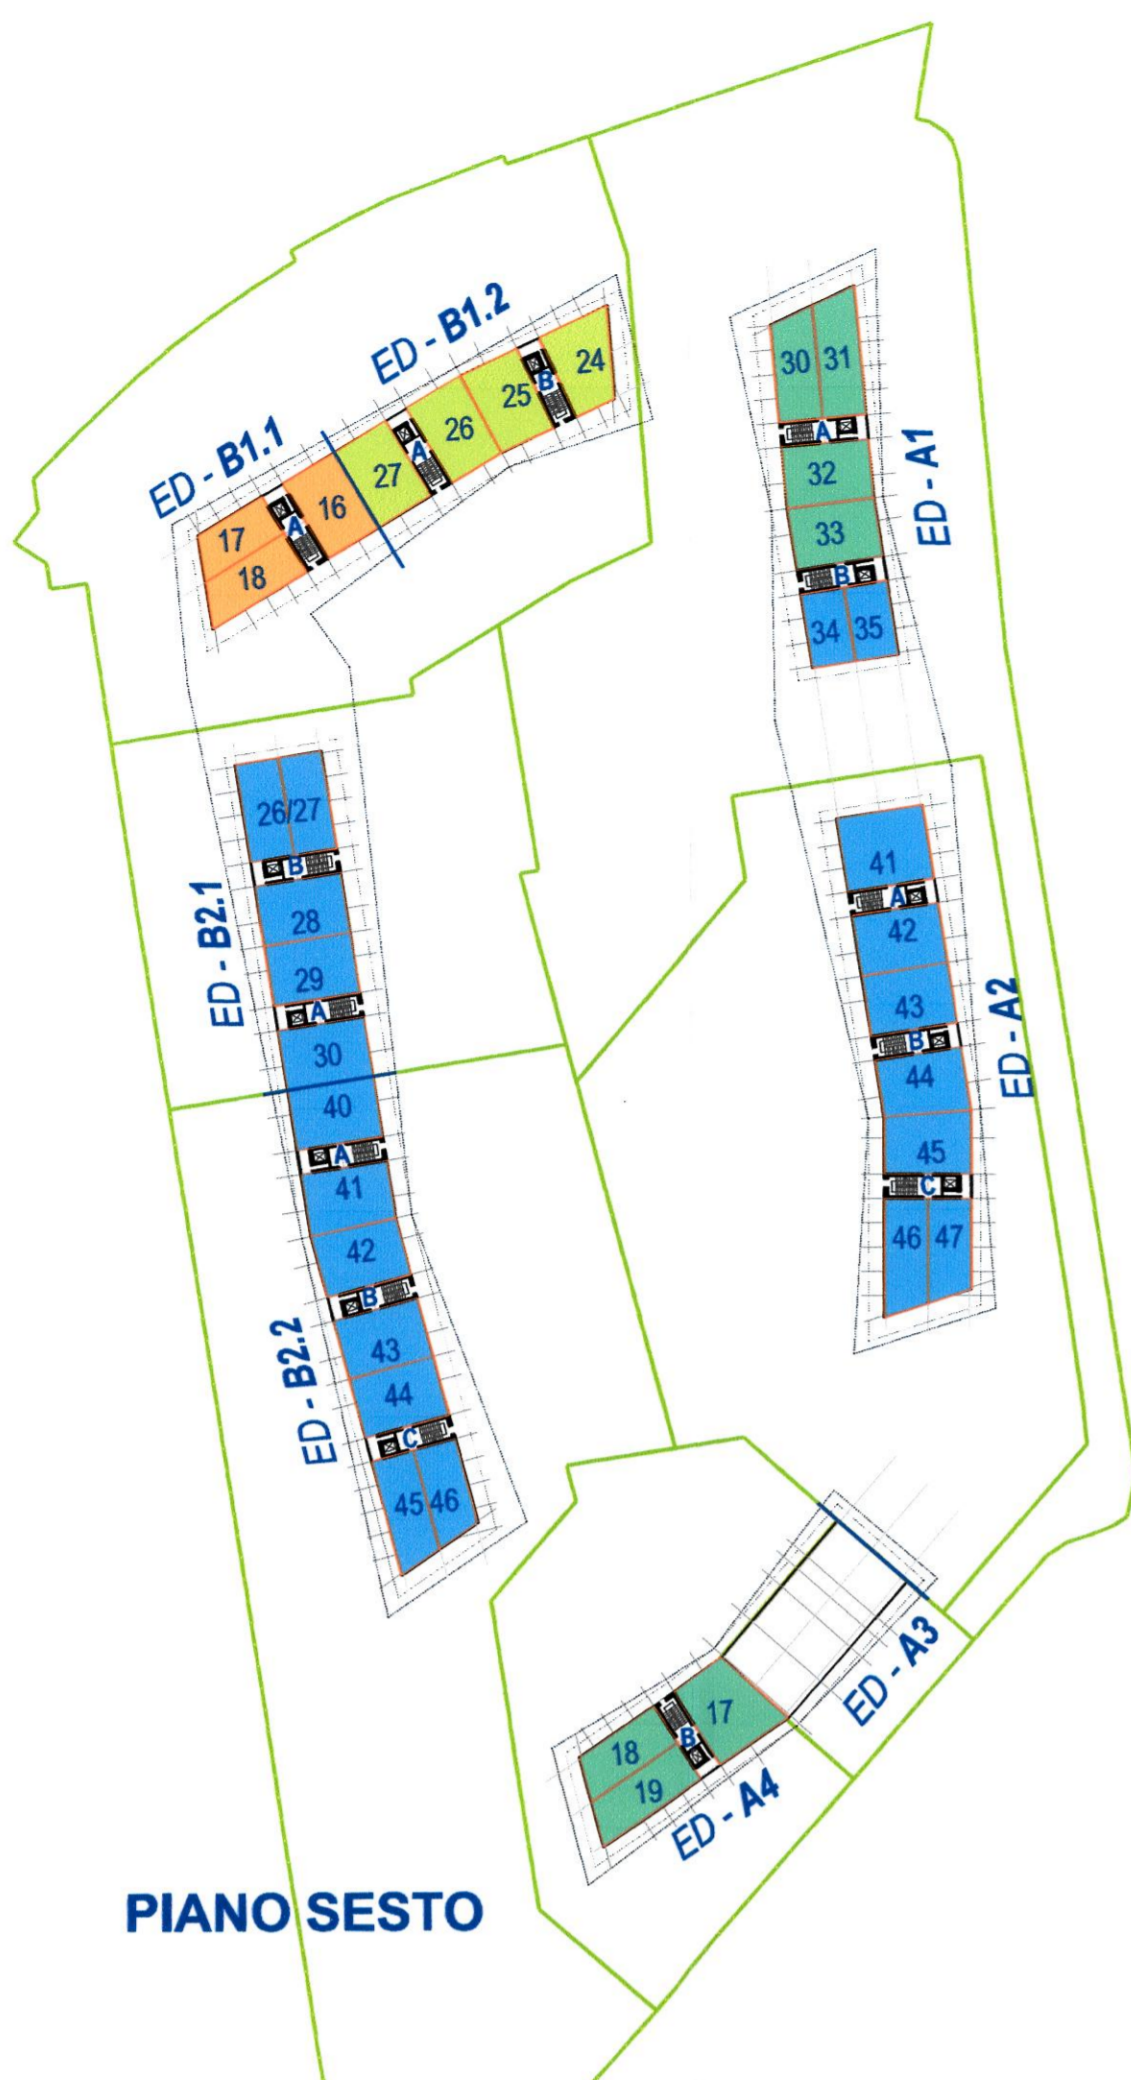 ED - B1.2
24
B
25
26
A
27
ED - B1.1
16
A
17
18
30
31
A
32
33
B
34
35
ED - A1
26/27
B
28
29
A
30
ED - B2.1
40
A
41
42
B
43
44
C
45
46
ED - B2.2
41
A
42
43
B
44
45
C
46
47
ED - A2
ED - A3
17
B
18
19
ED - A4
PIANO SESTO